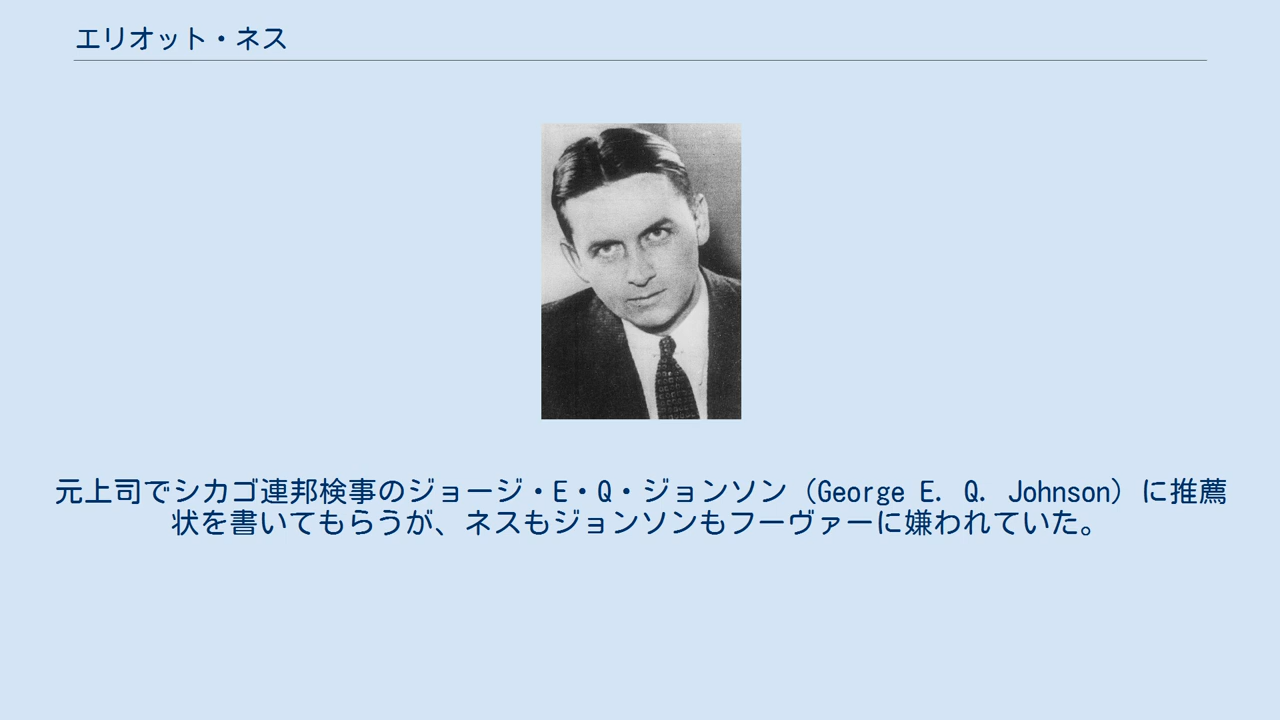 エリオット・ネス
元上司でシカゴ連邦検事のジョージ・E・Q・ジョンソン（George E. Q. Johnson）に推薦
状を書いてもらうが、ネスもジョンソンもフーヴァーに嫌われていた。